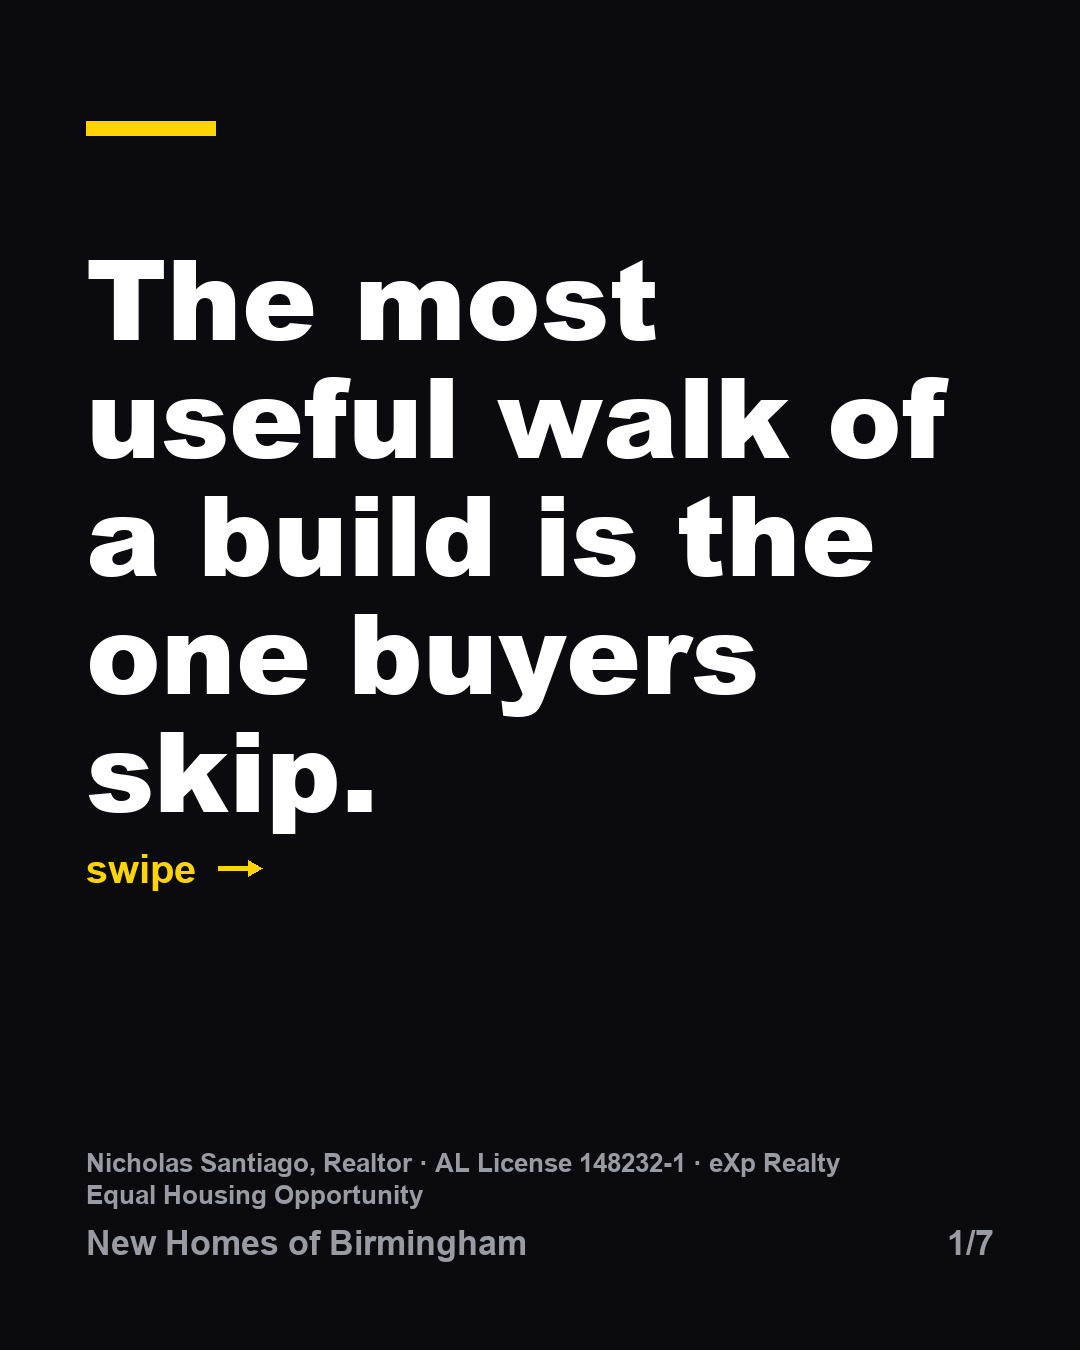 The most
useful walk of
a build is the
one buyers
skip.
swipe →
Nicholas Santiago, Realtor · AL License 148232-1 · eXp Realty
Equal Housing Opportunity
New Homes of Birmingham
1/7